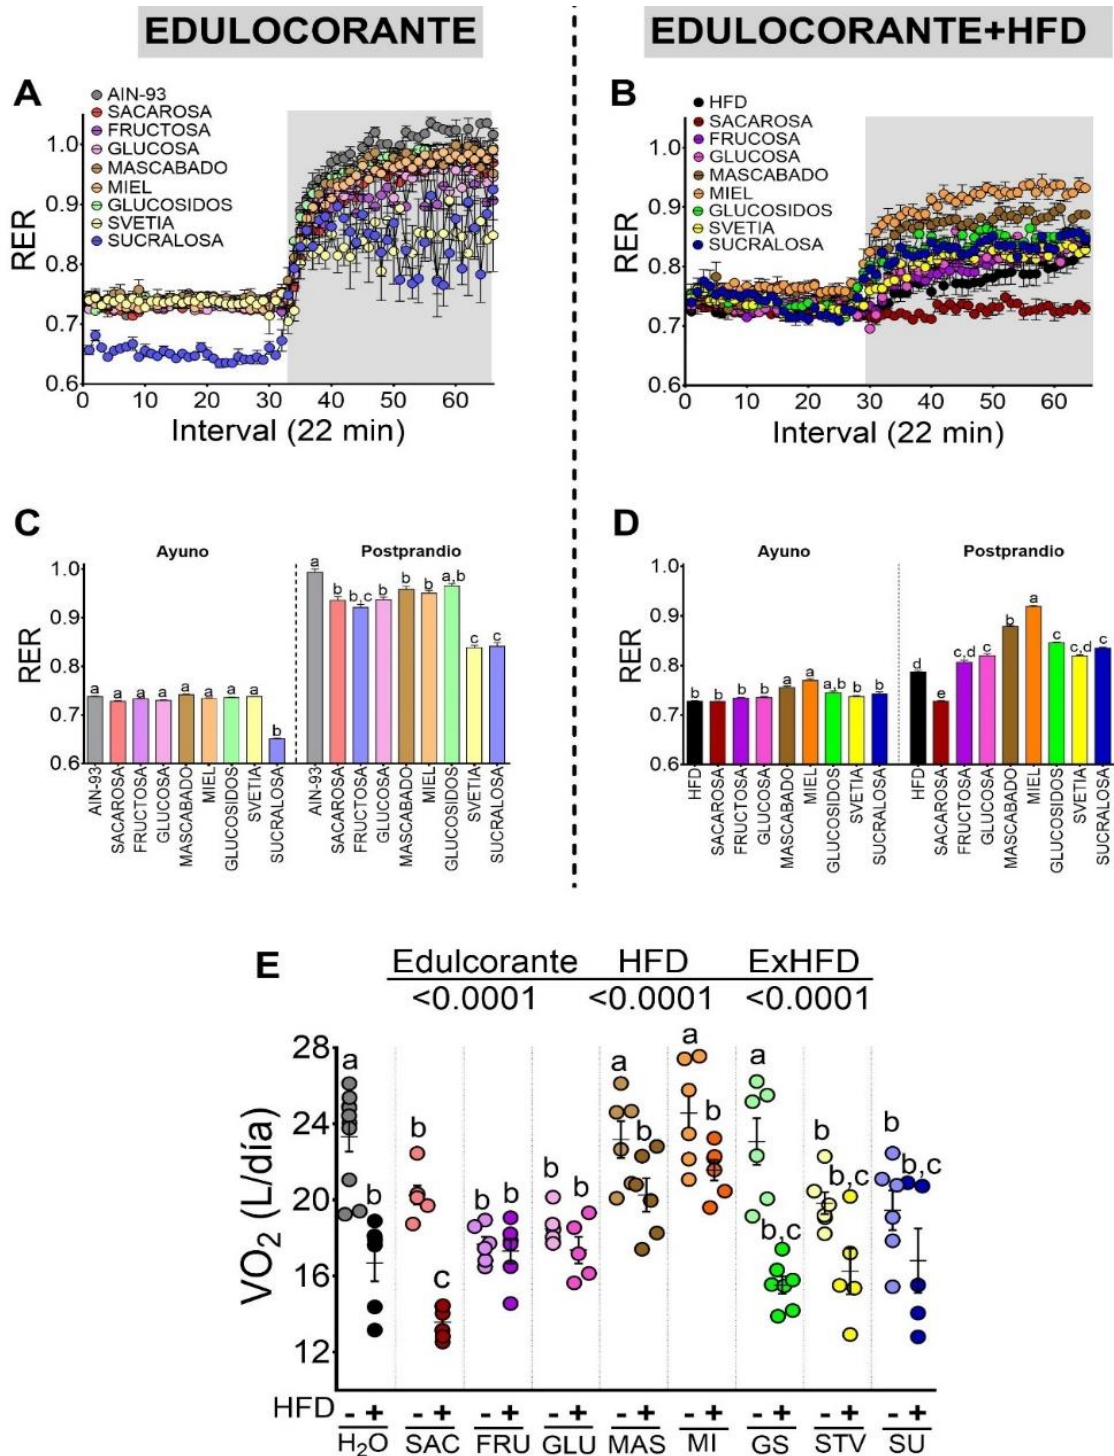 EDULOCORANTE
EDULOCORANTE+HFD
A
AIN-93
SACAROSA
FRUCTOSA
GLUCOSA
MASCABADO
MIEL
GLUCOSIDOS
SVETIA
SUCRALOSA
RER
1.0
0.9
0.8
0.7
0.6
0 10 20 30 40 50 60
Interval (22 min)
B
HFD
SACAROSA
FRUCOSA
GLUCOSA
MASCABADO
MIEL
GLUCOSIDOS
SVETIA
SUCRALOSA
RER
1.0
0.9
0.8
0.7
0.6
0 10 20 30 40 50 60
Interval (22 min)
C
Ayuno Postprandio
RER
1.0
0.9
0.8
0.7
0.6
a a a a a a a a b
a b b,c b b b a,b c c
AIN-93 SACAROSA FRUCTOSA GLUCOSA MASCABADO MIEL GLUCOSIDOS SVETIA SUCRALOSA
AIN-93 SACAROSA FRUCTOSA GLUCOSA MASCABADO MIEL GLUCOSIDOS SVETIA SUCRALOSA
D
Ayuno Postprandio
RER
1.0
0.9
0.8
0.7
0.6
b b b b a a a,b b b
d e c,d c b a c c,d c
HFD SACAROSA FRUCTOSA GLUCOSA MASCABADO MIEL GLUCOSIDOS SVETIA SUCRALOSA
HFD SACAROSA FRUCTOSA GLUCOSA MASCABADO MIEL GLUCOSIDOS SVETIA SUCRALOSA
E
Edulcorante HFD ExHFD
<0.0001 <0.0001 <0.0001
VO2 (L/día)
28
24
20
16
12
a b b c b b b b a b a b a b,c b b,c b b,c
HFD - + - + - + - + - + - + - + - + - +
H2O SAC FRU GLU MAS MI GS STV SU